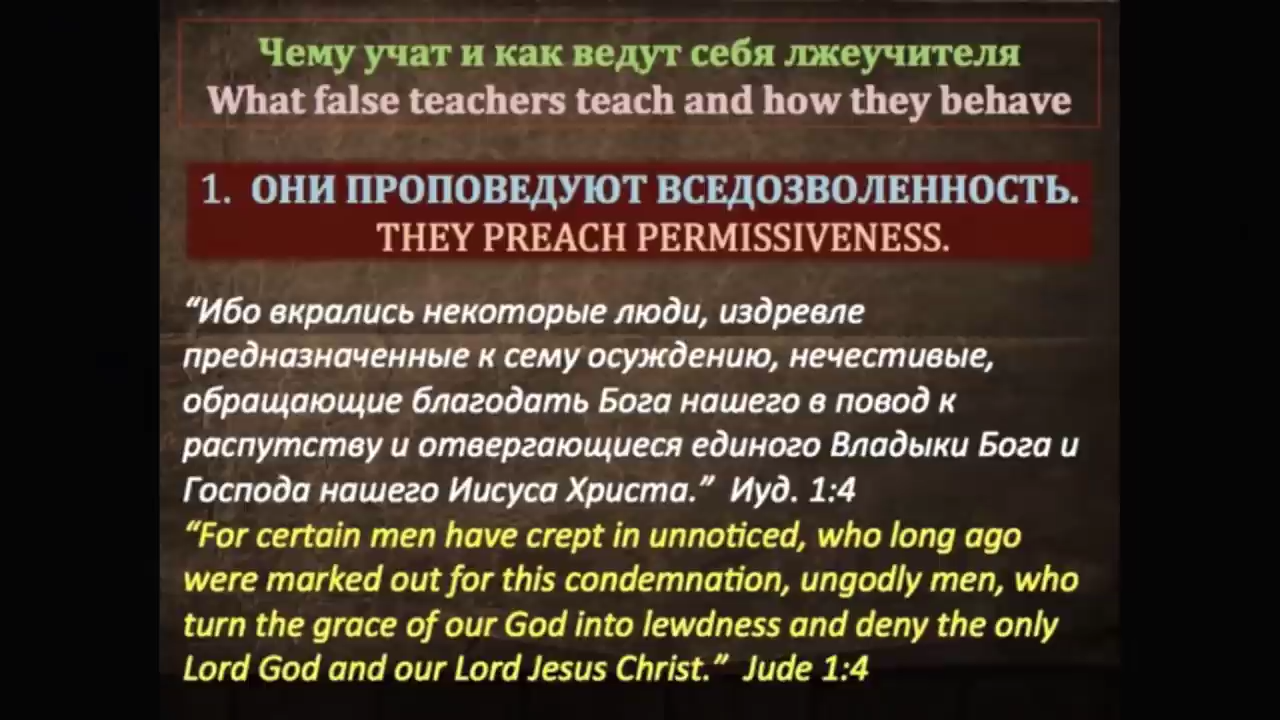 Чему учат и как ведут себя лжеучителя
What false teachers teach and how they behave
1. ОНИ ПРОПОВЕДУЮТ ВСЕДОЗВОЛЕННОСТЬ.
THEY PREACH PERMISSIVENESS.
“Ибо вкрались некоторые люди, издревле
предназначенные к сему осуждению, нечестивые,
обращающие благодать Бога нашего в повод к
распутству и отвергающиеся единого Владыки Бога и
Господа нашего Иисуса Христа.” Иуд. 1:4
“For certain men have crept in unnoticed, who long ago
were marked out for this condemnation, ungodly men, who
turn the grace of our God into lewdness and deny the only
Lord God and our Lord Jesus Christ.” Jude 1:4